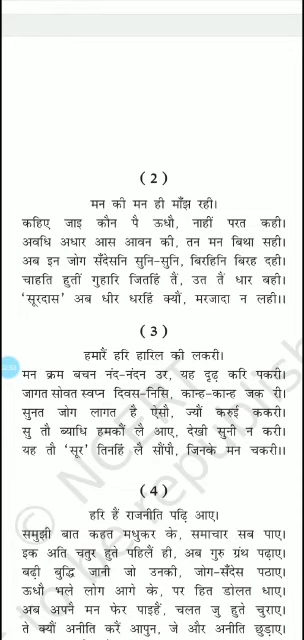 (2)
मन की मन ही माँझ रही।
कहिए जाइ कौन पै ऊधौ, नाहीं परत कही।
अवधि अधार आस आवन की, तन मन बिथा सही।
अब इन जोग सँदेसनि सुनि-सुनि, बिरहिनि बिरह दही।
चाहति हुतीं गुहारि जितहिं तैं, उत तैं धार बही।
'सूरदास' अब धीर धरहिं क्यौं, मरजादा न लही।।
(3)
हमारैं हरि हारिल की लकरी।
मन क्रम बचन नंद-नंदन उर, यह दृढ़ करि पकरी।
जागत सोवत स्वप्न दिवस-निसि, कान्ह-कान्ह जक री।
सुनत जोग लागत है ऐसौ, ज्यौं करुई ककरी।
सु तौ ब्याधि हमकौं लै आए, देखी सुनी न करी।
यह तौ 'सूर' तिनहिं लै सौंपौ, जिनके मन चकरी।।
(4)
हरि हैं राजनीति पढ़ि आए।
समुझी बात कहत मधुकर के, समाचार सब पाए।
इक अति चतुर हुते पहिलैं ही, अब गुरु ग्रंथ पढ़ाए।
बढ़ी बुद्धि जानी जो उनकी, जोग-सँदेस पठाए।
ऊधौ भले लोग आगे के, पर हित डोलत धाए।
अब अपनै मन फेर पाइहैं, चलत जु हुते चुराए।
ते क्यौं अनीति करैं आपुन, जे और अनीति छुड़ाए।
© NCERT
to be republish